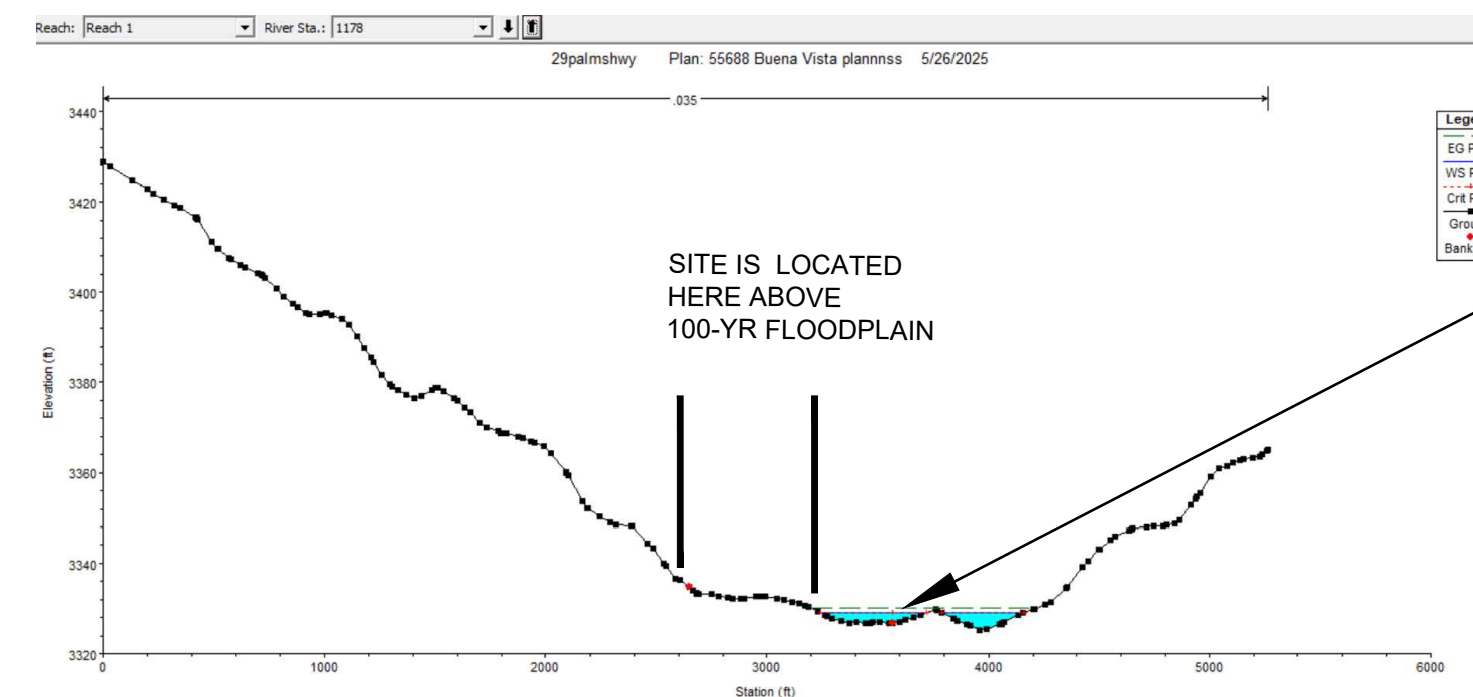 Reach: Reach 1 River Sta.: 1178
29palmshwy Plan: 55688 Buena Vista plannnss 5/26/2025
.035
3440
3420
3400
3380
3360
3340
3320
Elevation (ft)
SITE IS LOCATED
HERE ABOVE
100-YR FLOODPLAIN
EG
WS
Crit
Bank
0 1000 2000 3000 4000 5000 6000
Station (ft)